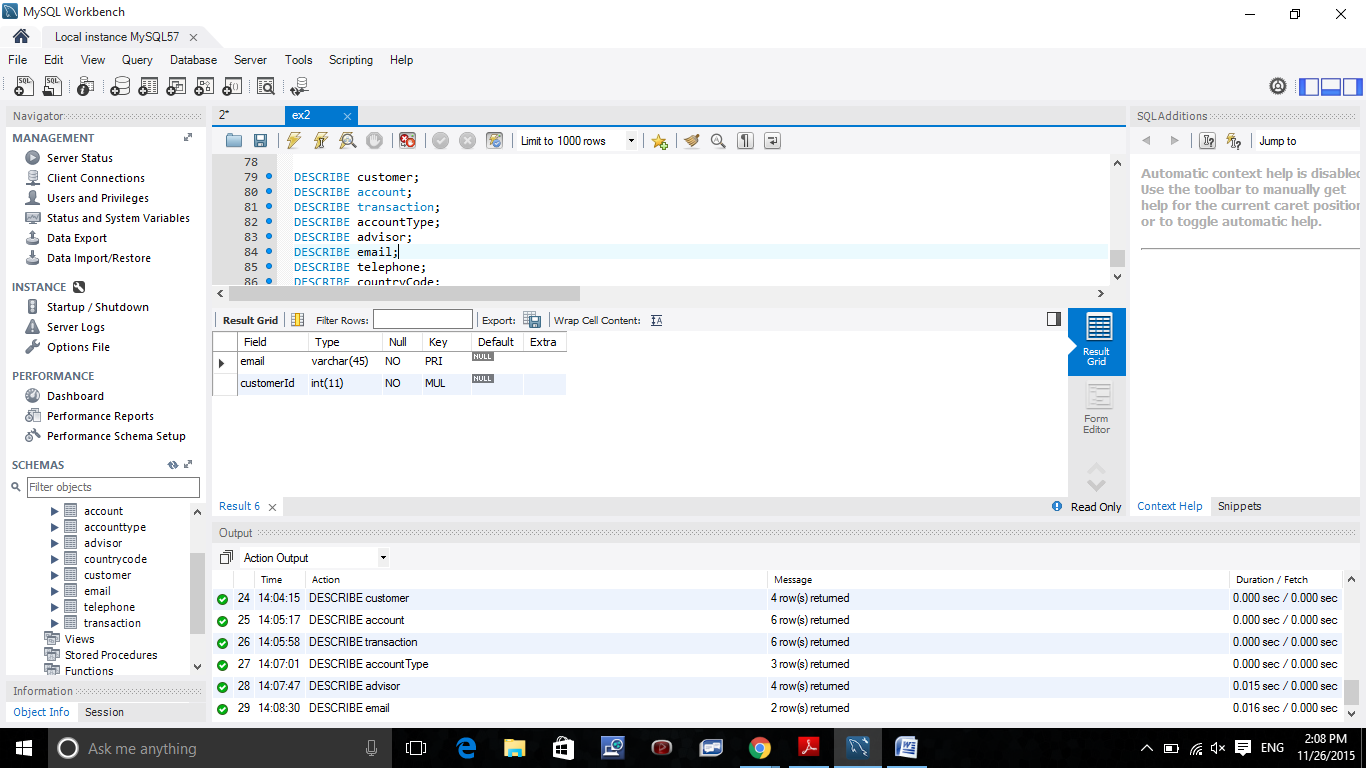 MySQL Workbench
Local instance MySQL57
File Edit View Query Database Server Tools Scripting Help
Navigator
MANAGEMENT
Server Status
Client Connections
Users and Privileges
Status and System Variables
Data Export
Data Import/Restore
INSTANCE
Startup / Shutdown
Server Logs
Options File
PERFORMANCE
Dashboard
Performance Reports
Performance Schema Setup
SCHEMAS
Filter objects
account
accounttype
advisor
countrycode
customer
email
telephone
transaction
Views
Stored Procedures
Functions
Information
Object Info Session
2* ex2
Limit to 1000 rows
78
79 DESCRIBE customer;
80 DESCRIBE account;
81 DESCRIBE transaction;
82 DESCRIBE accountType;
83 DESCRIBE advisor;
84 DESCRIBE email;
85 DESCRIBE telephone;
86 DESCRIBE countryCode;
Result Grid Filter Rows: Export: Wrap Cell Content:
Field Type Null Key Default Extra
email varchar(45) NO PRI NULL
customerId int(11) NO MUL NULL
Result
Grid
Form
Editor
Result 6
Read Only
Output
Action Output
Time Action Message Duration / Fetch
24 14:04:15 DESCRIBE customer 4 row(s) returned 0.000 sec / 0.000 sec
25 14:05:17 DESCRIBE account 6 row(s) returned 0.000 sec / 0.000 sec
26 14:05:58 DESCRIBE transaction 6 row(s) returned 0.000 sec / 0.000 sec
27 14:07:01 DESCRIBE accountType 3 row(s) returned 0.000 sec / 0.000 sec
28 14:07:47 DESCRIBE advisor 4 row(s) returned 0.015 sec / 0.000 sec
29 14:08:30 DESCRIBE email 2 row(s) returned 0.016 sec / 0.000 sec
SQLAdditions
Jump to
Automatic context help is disabled
Use the toolbar to manually get
help for the current caret position
or to toggle automatic help.
Context Help Snippets
Ask me anything
ENG
2:08 PM
11/26/2015